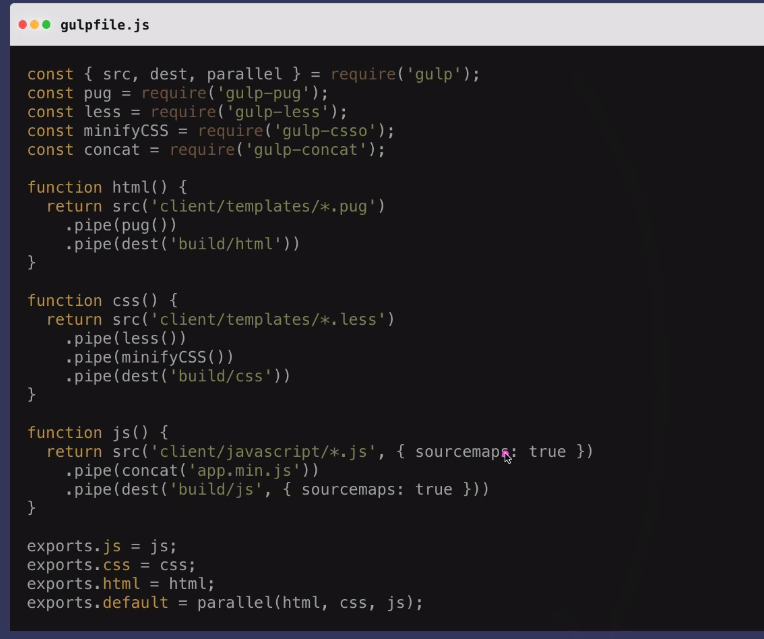 gulpfile.js
const { src, dest, parallel } = require('gulp');
const pug = require('gulp-pug');
const less = require('gulp-less');
const minifyCSS = require('gulp-csso');
const concat = require('gulp-concat');
function html() {
  return src('client/templates/*.pug')
    .pipe(pug())
    .pipe(dest('build/html'))
}
function css() {
  return src('client/templates/*.less')
    .pipe(less())
    .pipe(minifyCSS())
    .pipe(dest('build/css'))
}
function js() {
  return src('client/javascript/*.js', { sourcemaps: true })
    .pipe(concat('app.min.js'))
    .pipe(dest('build/js', { sourcemaps: true }))
}
exports.js = js;
exports.css = css;
exports.html = html;
exports.default = parallel(html, css, js);